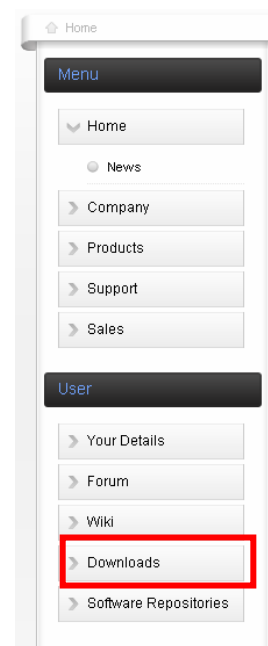 Home
Menu
Home
News
Company
Products
Support
Sales
User
Your Details
Forum
Wiki
Downloads
Software Repositories